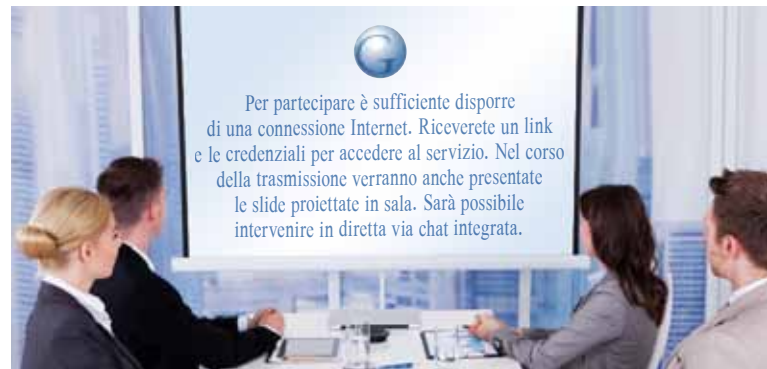 G
Per partecipare è sufficiente disporre
di una connessione Internet. Riceverete un link
e le credenziali per accedere al servizio. Nel corso
della trasmissione verranno anche presentate
le slide proiettate in sala. Sarà possibile
intervenire in diretta via chat integrata.